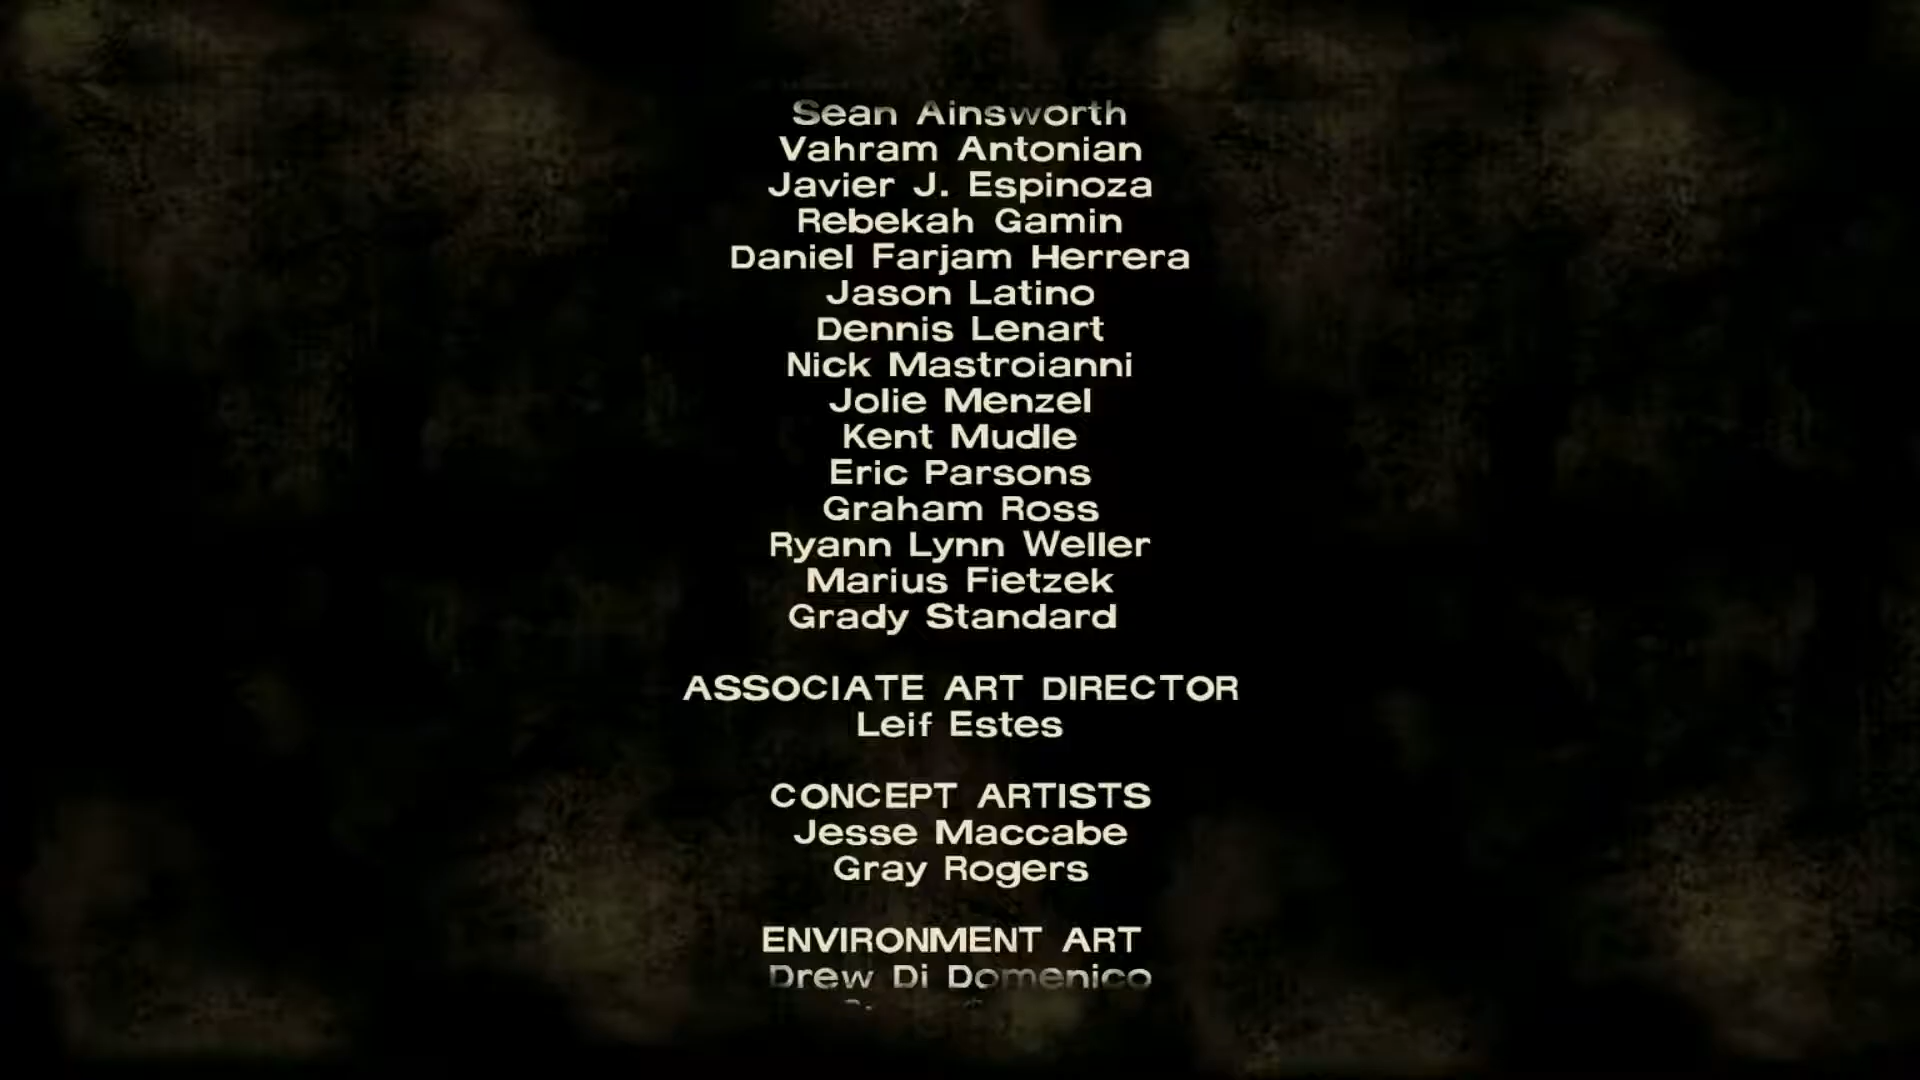 Sean Ainsworth
Vahram Antonian
Javier J. Espinoza
Rebekah Gamin
Daniel Farjam Herrera
Jason Latino
Dennis Lenart
Nick Mastroianni
Jolie Menzel
Kent Mudle
Eric Parsons
Graham Ross
Ryann Lynn Weller
Marius Fietzek
Grady Standard
ASSOCIATE ART DIRECTOR
Leif Estes
CONCEPT ARTISTS
Jesse Maccabe
Gray Rogers
ENVIRONMENT ART
Drew Di Domenico